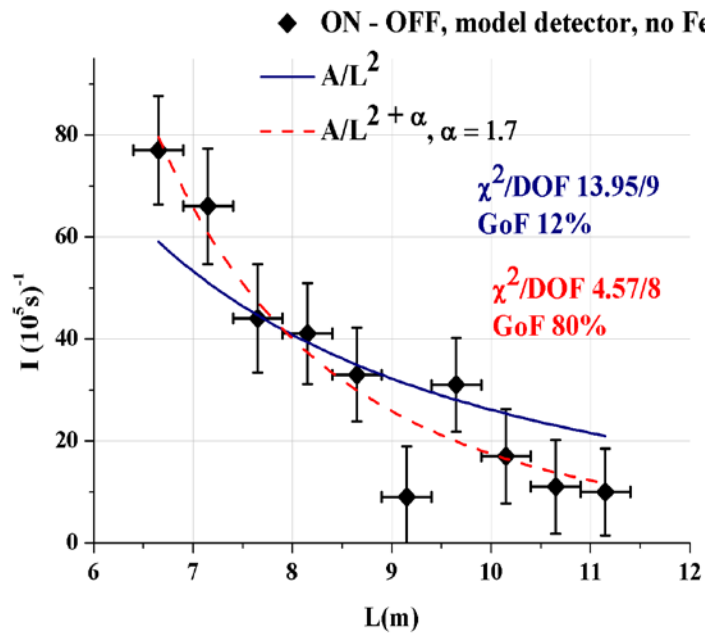 ON - OFF, model detector, no Fe
A/L²
A/L²⁺ᵅ, α = 1.7
χ²/DOF 13.95/9
GoF 12%
χ²/DOF 4.57/8
GoF 80%
I (10⁵s)⁻¹
80
60
40
20
0
6 7 8 9 10 11 12
L(m)